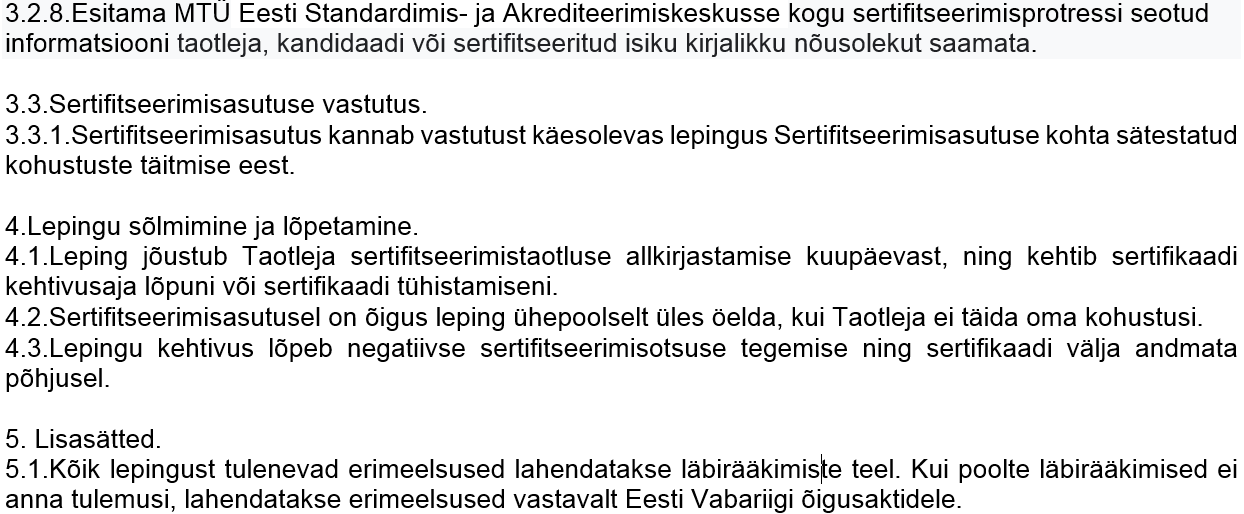 3.2.8.Esitama MTÜ Eesti Standardimis- ja Akrediteerimiskeskusse kogu sertifitseerimisprotressi seotud
informatsiooni taotleja, kandidaadi või sertifitseeritud isiku kirjalikku nõusolekut saamata.
3.3.Sertifitseerimisasutuse vastutus.
3.3.1.Sertifitseerimisasutus kannab vastutust käesolevas lepingus Sertifitseerimisasutuse kohta sätestatud
kohustuste täitmise eest.
4.Lepingu sõlmimine ja lõpetamine.
4.1.Leping jõustub Taotleja sertifitseerimistaotluse allkirjastamise kuupäevast, ning kehtib sertifikaadi
kehtivusaja lõpuni või sertifikaadi tühistamiseni.
4.2.Sertifitseerimisasutusel on õigus leping ühepoolselt üles öelda, kui Taotleja ei täida oma kohustusi.
4.3.Lepingu kehtivus lõpeb negatiivse sertifitseerimisotsuse tegemise ning sertifikaadi välja andmata
põhjusel.
5. Lisasätted.
5.1.Kõik lepingust tulenevad erimeelsused lahendatakse läbirääkimiste teel. Kui poolte läbirääkimised ei
anna tulemusi, lahendatakse erimeelsused vastavalt Eesti Vabariigi õigusaktidele.